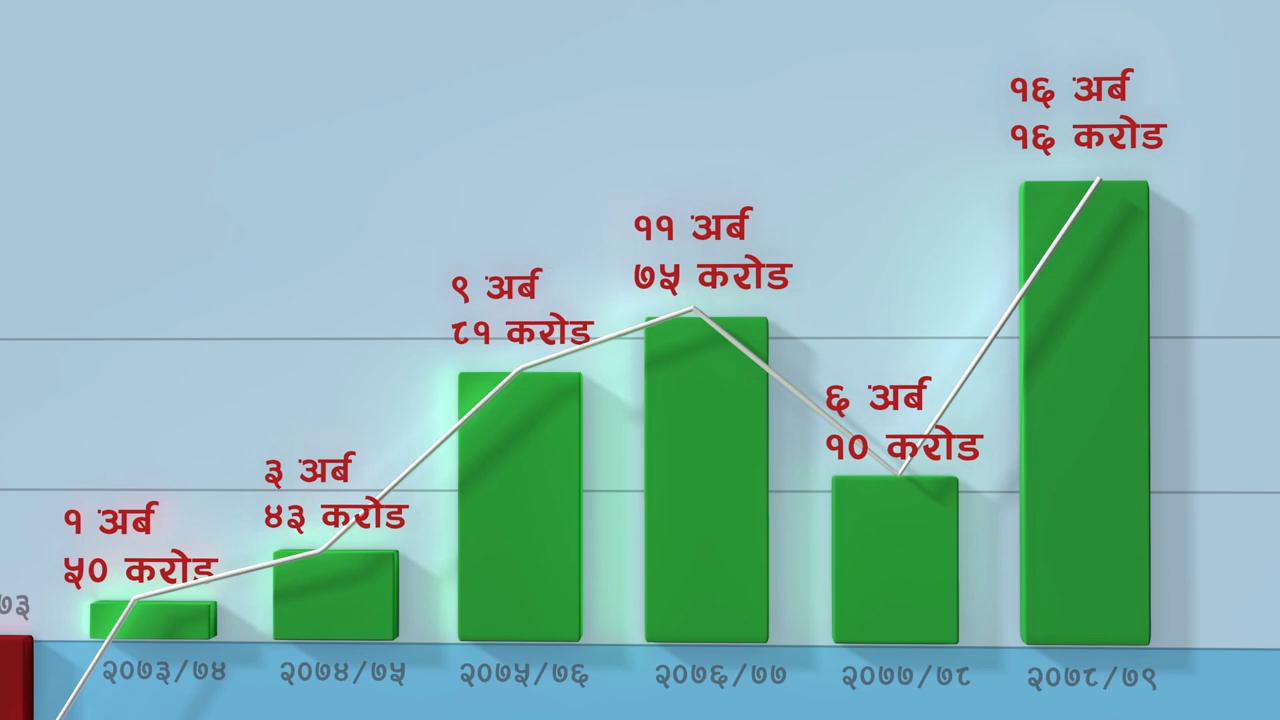 १६ अर्ब
१६ करोड
११ अर्ब
७५ करोड
९ अर्ब
८१ करोड
६ अर्ब
१० करोड
३ अर्ब
४३ करोड
१ अर्ब
५० करोड
७३
२०७३/७४ २०७४/७५ २०७५/७६ २०७६/७७ २०७७/७८ २०७८/७९